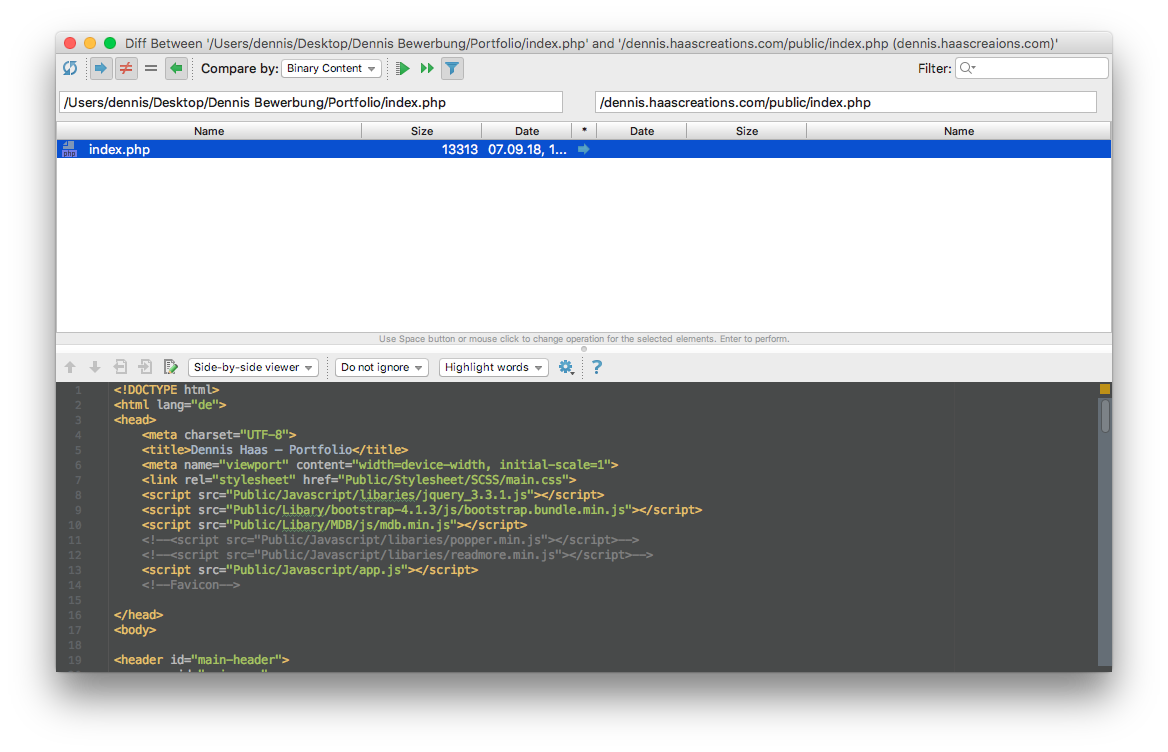 Diff Between '/Users/dennis/Desktop/Dennis Bewerbung/Portfolio/index.php' and '/dennis.haascreations.com/public/index.php (dennis.haascreaions.com)'
Compare by: Binary Content Filter:
/Users/dennis/Desktop/Dennis Bewerbung/Portfolio/index.php /dennis.haascreations.com/public/index.php
Name Size Date * Date Size Name
php index.php 13313 07.09.18, 1...
Use Space button or mouse click to change operation for the selected elements. Enter to perform.
Side-by-side viewer Do not ignore Highlight words ?
1 <!DOCTYPE html>
2 <html lang="de">
3 <head>
4 <meta charset="UTF-8">
5 <title>Dennis Haas – Portfolio</title>
6 <meta name="viewport" content="width=device-width, initial-scale=1">
7 <link rel="stylesheet" href="Public/Stylesheet/SCSS/main.css">
8 <script src="Public/Javascript/libaries/jquery_3.3.1.js"></script>
9 <script src="Public/Libary/bootstrap-4.1.3/js/bootstrap.bundle.min.js"></script>
10 <script src="Public/Libary/MDB/js/mdb.min.js"></script>
11 <!--<script src="Public/Javascript/libaries/popper.min.js"></script>-->
12 <!--<script src="Public/Javascript/libaries/readmore.min.js"></script>-->
13 <script src="Public/Javascript/app.js"></script>
14 <!--Favicon-->
15
16 </head>
17 <body>
18
19 <header id="main-header">